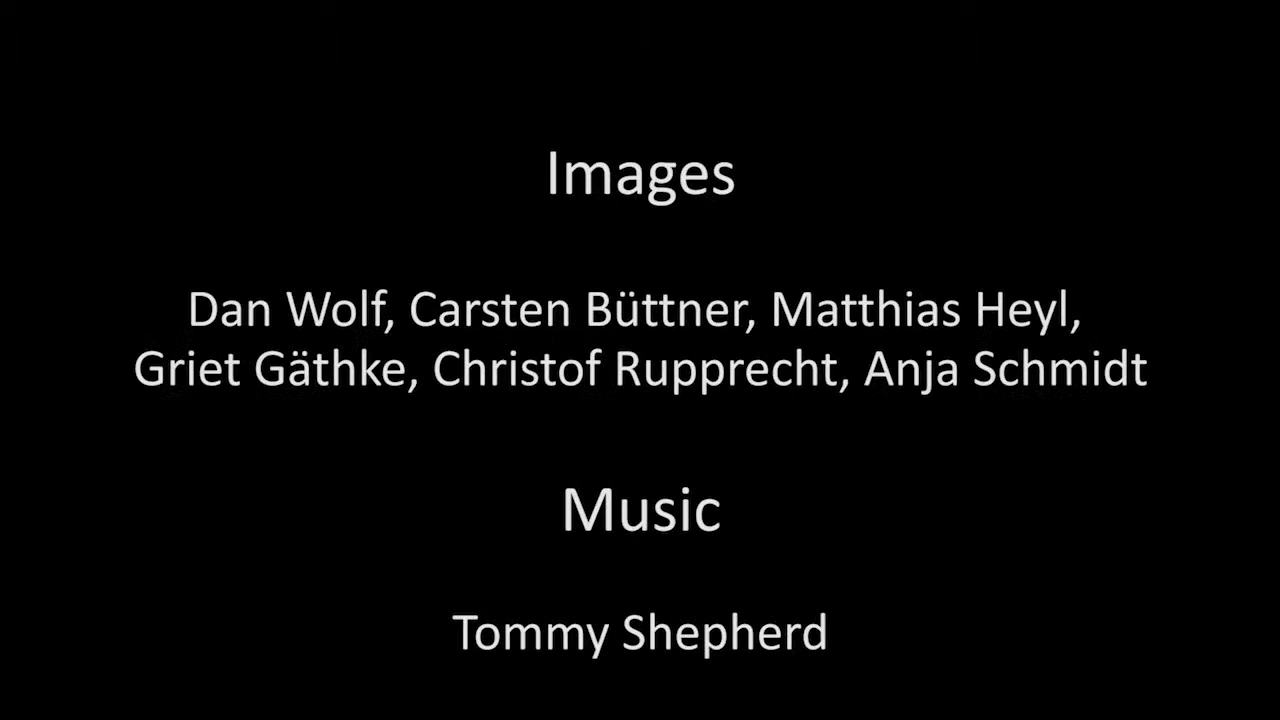 Images
Dan Wolf, Carsten Büttner, Matthias Heyl,
Griet Gäthke, Christof Rupprecht, Anja Schmidt
Music
Tommy Shepherd